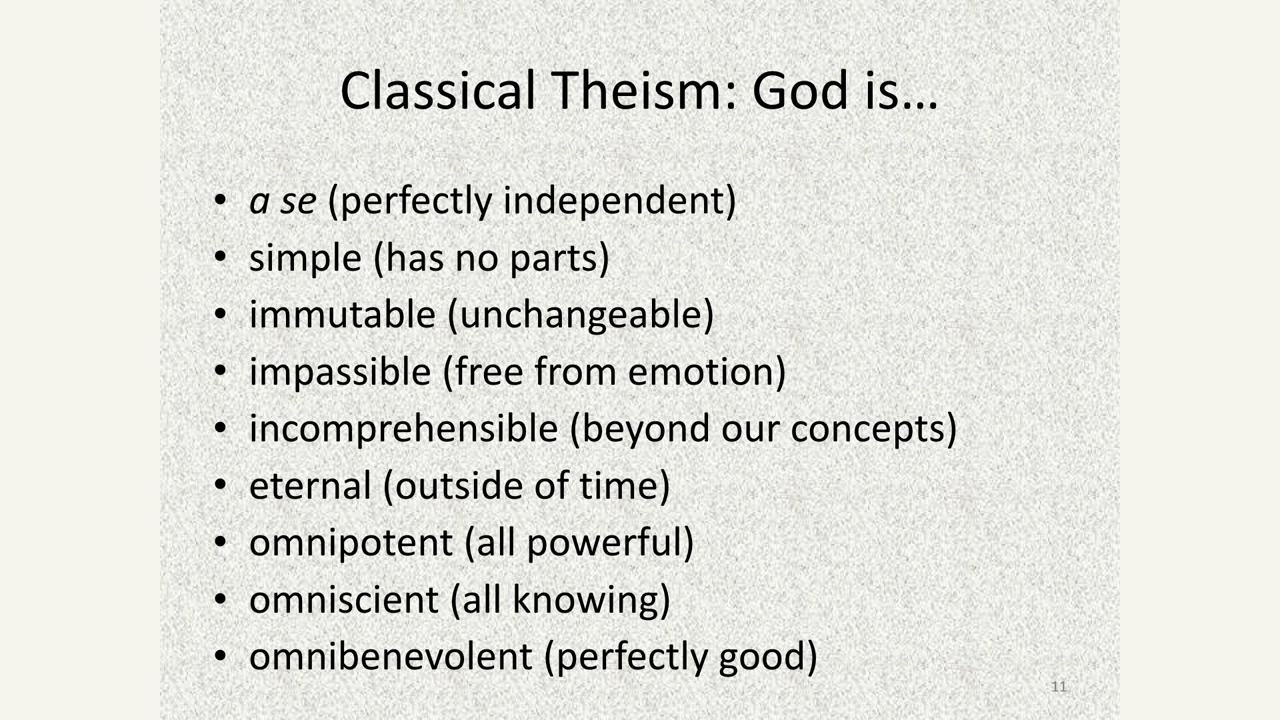 Classical Theism: God is…
• a se (perfectly independent)
• simple (has no parts)
• immutable (unchangeable)
• impassible (free from emotion)
• incomprehensible (beyond our concepts)
• eternal (outside of time)
• omnipotent (all powerful)
• omniscient (all knowing)
• omnibenevolent (perfectly good)
11